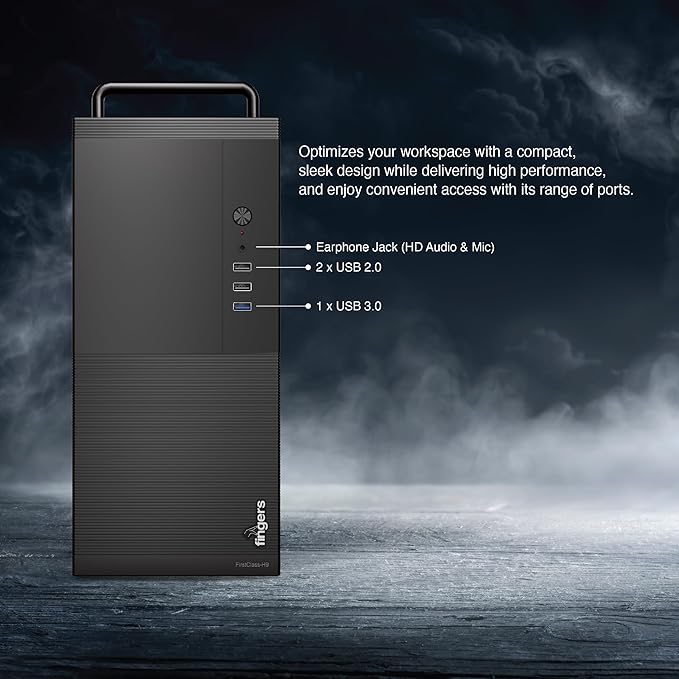 Optimizes your workspace with a compact,
sleek design while delivering high performance,
and enjoy convenient access with its range of ports.
Earphone Jack (HD Audio & Mic)
2 x USB 2.0
1 x USB 3.0
fingers
FirstClass-H9